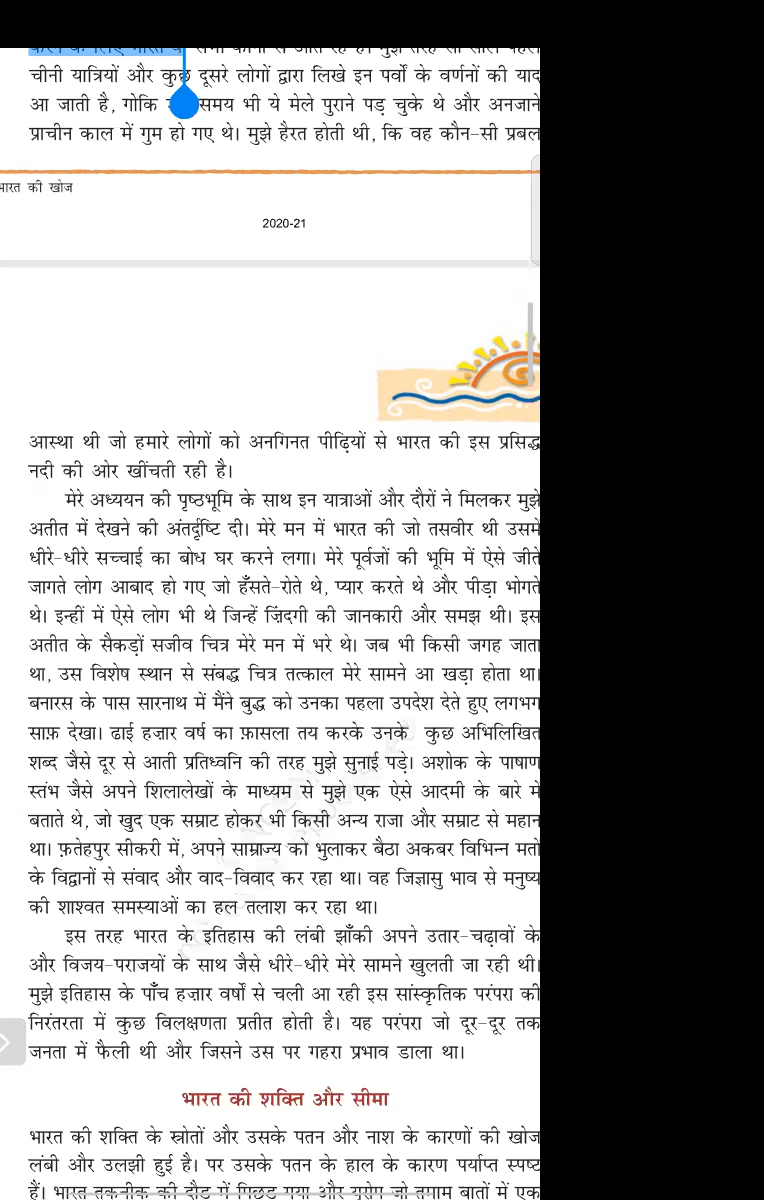 चीनी यात्रियों और कुछ दूसरे लोगों द्वारा लिखे इन पर्वों के वर्णनों की याद
आ जाती है, गोकि समय भी ये मेले पुराने पड़ चुके थे और अनजाने
प्राचीन काल में गुम हो गए थे। मुझे हैरत होती थी, कि वह कौन-सी प्रबल
भारत की खोज
2020-21
आस्था थी जो हमारे लोगों को अनगिनत पीढ़ियों से भारत की इस प्रसिद्ध
नदी की ओर खींचती रही है।
मेरे अध्ययन की पृष्ठभूमि के साथ इन यात्राओं और दौरों ने मिलकर मुझे
अतीत में देखने की अंतर्दृष्टि दी। मेरे मन में भारत की जो तसवीर थी उसमें
धीरे-धीरे सच्चाई का बोध घर करने लगा। मेरे पूर्वजों की भूमि में ऐसे जीते
जागते लोग आबाद हो गए जो हँसते-रोते थे, प्यार करते थे और पीड़ा भोगते
थे। इन्हीं में ऐसे लोग भी थे जिन्हें ज़िंदगी की जानकारी और समझ थी। इस
अतीत के सैकड़ों सजीव चित्र मेरे मन में भरे थे। जब भी किसी जगह जाता
था, उस विशेष स्थान से संबद्ध चित्र तत्काल मेरे सामने आ खड़ा होता था।
बनारस के पास सारनाथ में मैंने बुद्ध को उनका पहला उपदेश देते हुए लगभग
साफ़ देखा। ढाई हज़ार वर्ष का फ़ासला तय करके उनके कुछ अभिलिखित
शब्द जैसे दूर से आती प्रतिध्वनि की तरह मुझे सुनाई पड़े। अशोक के पाषाण
स्तंभ जैसे अपने शिलालेखों के माध्यम से मुझे एक ऐसे आदमी के बारे में
बताते थे, जो खुद एक सम्राट होकर भी किसी अन्य राजा और सम्राट से महान
था। फ़तेहपुर सीकरी में, अपने साम्राज्य को भुलाकर बैठा अकबर विभिन्न मतों
के विद्वानों से संवाद और वाद-विवाद कर रहा था। वह जिज्ञासु भाव से मनुष्य
की शाश्वत समस्याओं का हल तलाश कर रहा था।
इस तरह भारत के इतिहास की लंबी झाँकी अपने उतार-चढ़ावों के
और विजय-पराजयों के साथ जैसे धीरे-धीरे मेरे सामने खुलती जा रही थी।
मुझे इतिहास के पाँच हज़ार वर्षों से चली आ रही इस सांस्कृतिक परंपरा की
निरंतरता में कुछ विलक्षणता प्रतीत होती है। यह परंपरा जो दूर-दूर तक
जनता में फैली थी और जिसने उस पर गहरा प्रभाव डाला था।
भारत की शक्ति और सीमा
भारत की शक्ति के स्रोतों और उसके पतन और नाश के कारणों की खोज
लंबी और उलझी हुई है। पर उसके पतन के हाल के कारण पर्याप्त स्पष्ट
हैं। भारत तकनीक की दौड़ में पिछड़ गया और यूरोप जो तमाम बातों में एक